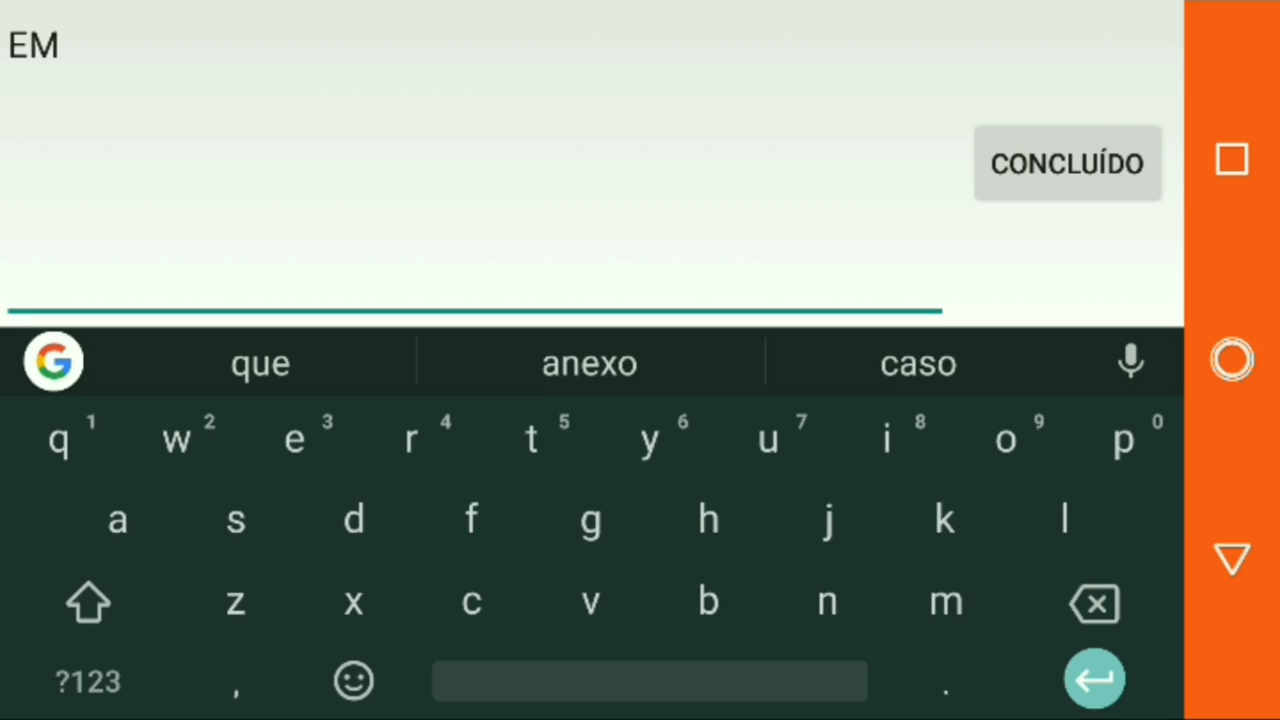 EM
CONCLUÍDO
G que anexo caso
q 1 w 2 e 3 r 4 t 5 y 6 u 7 i 8 o 9 p 0
a s d f g h j k l
z x c v b n m
?123 , .